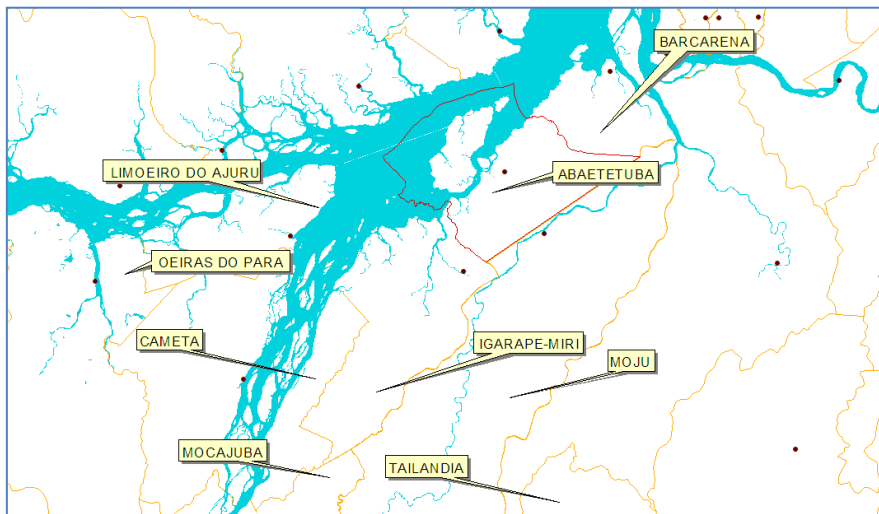 BARCARENA
LIMOEIRO DO AJURU
ABAETETUBA
OEIRAS DO PARA
CAMETA
IGARAPE-MIRI
MOJU
MOCAJUBA
TAILANDIA